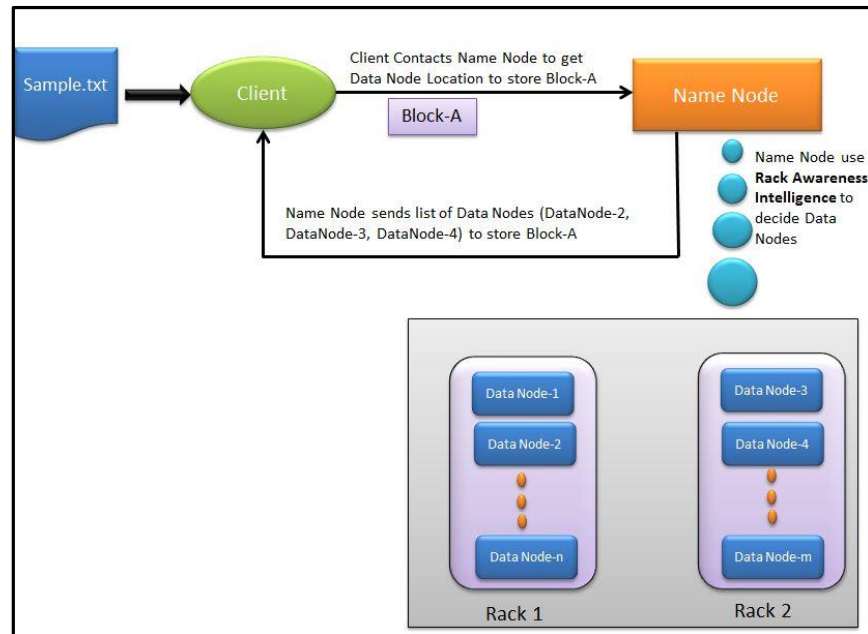 Sample.txt
Client
Client Contacts Name Node to get
Data Node Location to store Block-A
Block-A
Name Node
Name Node use
Rack Awareness
Intelligence to
decide Data
Nodes
Name Node sends list of Data Nodes (DataNode-2,
DataNode-3, DataNode-4) to store Block-A
Data Node-1
Data Node-2
Data Node-n
Rack 1
Data Node-3
Data Node-4
Data Node-m
Rack 2